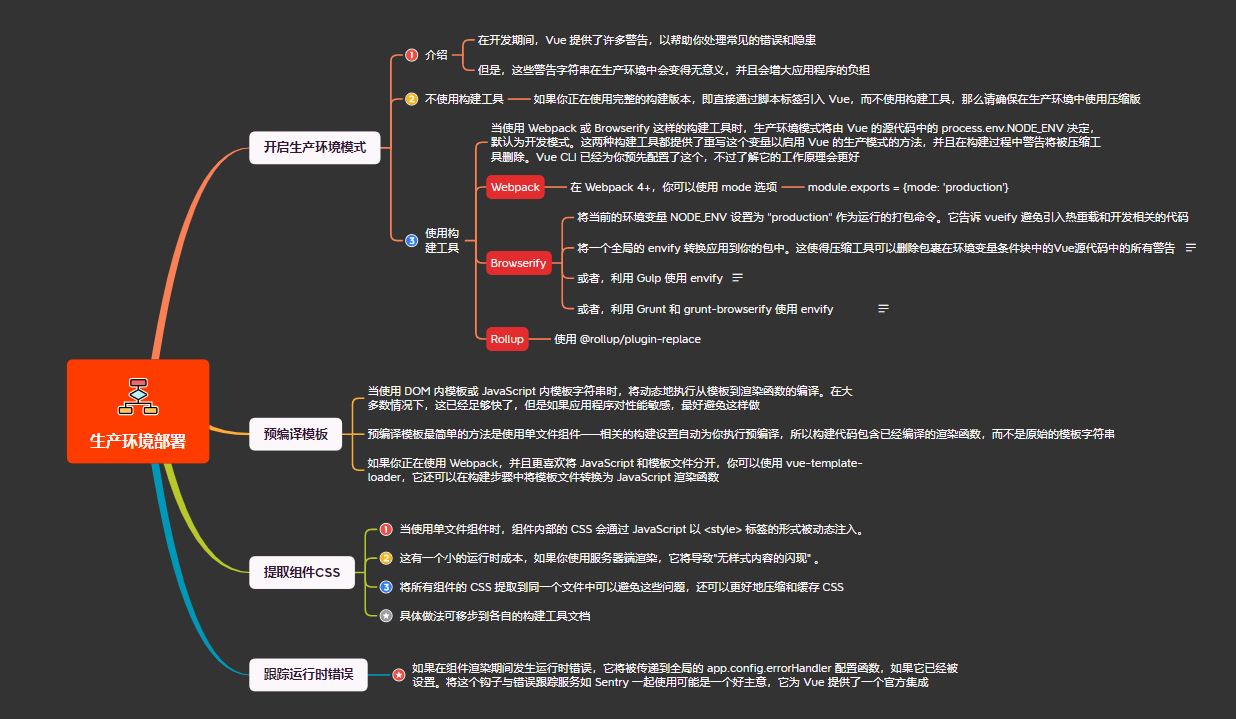 生产环境部署
开启生产环境模式
1 介绍
在开发期间，Vue 提供了许多警告，以帮助你处理常见的错误和隐患
但是，这些警告字符串在生产环境中会变得无意义，并且会增大应用程序的负担
2 不使用构建工具
如果你正在使用完整的构建版本，即直接通过脚本标签引入 Vue，而不使用构建工具，那么请确保在生产环境中使用压缩版
3 使用构
建工具
当使用 Webpack 或 Browserify 这样的构建工具时，生产环境模式将由 Vue 的源代码中的 process.env.NODE_ENV 决定，
默认为开发模式。这两种构建工具都提供了重写这个变量以启用 Vue 的生产模式的方法，并且在构建过程中警告将被压缩工
具删除。Vue CLI 已经为你预先配置了这个，不过了解它的工作原理会更好
Webpack
在 Webpack 4+，你可以使用 mode 选项
module.exports = {mode: 'production'}
Browserify
将当前的环境变量 NODE_ENV 设置为 "production" 作为运行的打包命令。它告诉 vueify 避免引入热重载和开发相关的代码
将一个全局的 envify 转换应用到你的包中。这使得压缩工具可以删除包裹在环境变量条件块中的Vue源代码中的所有警告
或者，利用 Gulp 使用 envify
或者，利用 Grunt 和 grunt-browserify 使用 envify
Rollup
使用 @rollup/plugin-replace
预编译模板
当使用 DOM 内模板或 JavaScript 内模板字符串时，将动态地执行从模板到渲染函数的编译。在大
多数情况下，这已经足够快了，但是如果应用程序对性能敏感，最好避免这样做
预编译模板最简单的方法是使用单文件组件——相关的构建设置自动为你执行预编译，所以构建代码包含已经编译的渲染函数，而不是原始的模板字符串
如果你正在使用 Webpack，并且更喜欢将 JavaScript 和模板文件分开，你可以使用 vue-template-
loader，它还可以在构建步骤中将模板文件转换为 JavaScript 渲染函数
提取组件CSS
1 当使用单文件组件时，组件内部的 CSS 会通过 JavaScript 以 <style> 标签的形式被动态注入。
2 这有一个小的运行时成本，如果你使用服务器端渲染，它将导致"无样式内容的闪现" 。
3 将所有组件的 CSS 提取到同一个文件中可以避免这些问题，还可以更好地压缩和缓存 CSS
具体做法可移步到各自的构建工具文档
跟踪运行时错误
如果在组件渲染期间发生运行时错误，它将被传递到全局的 app.config.errorHandler 配置函数，如果它已经被
设置。将这个钩子与错误跟踪服务如 Sentry 一起使用可能是一个好主意，它为 Vue 提供了一个官方集成